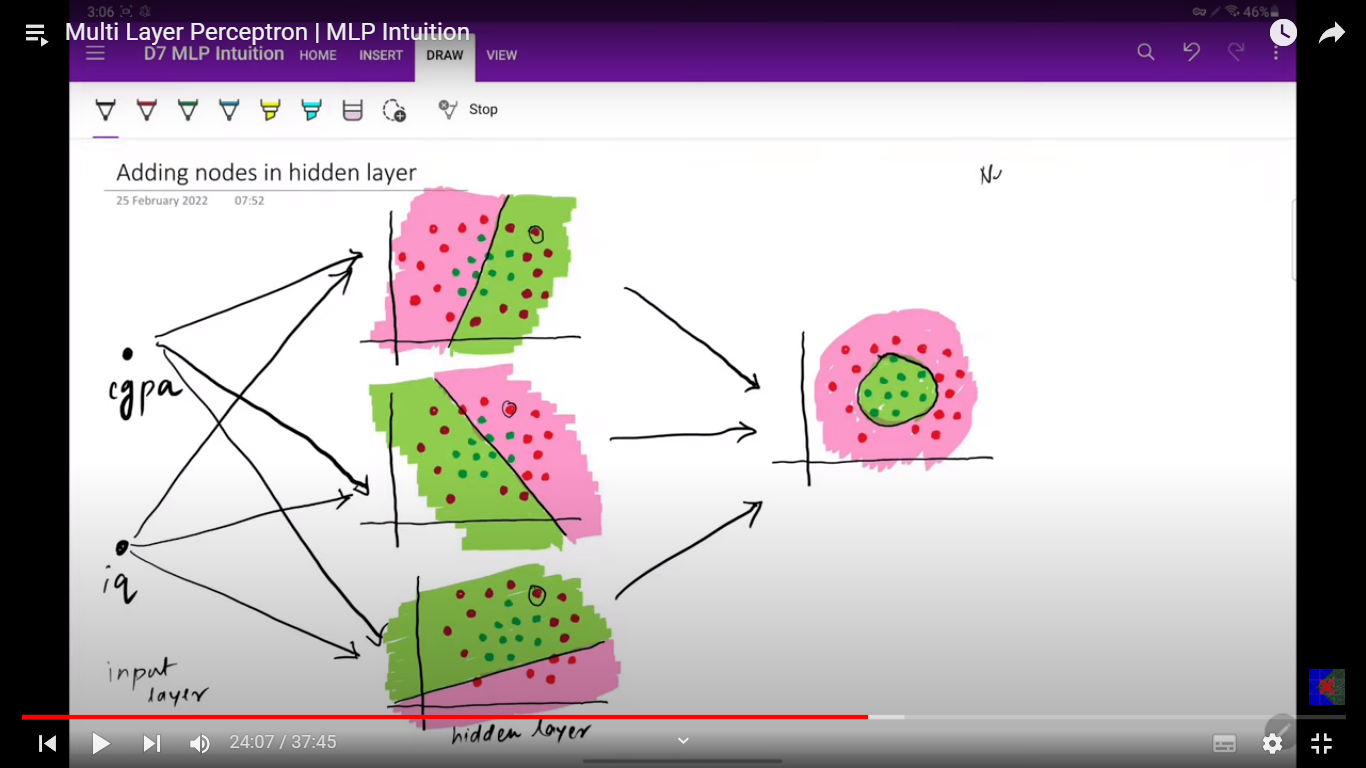 3:06
46%
Multi Layer Perceptron | MLP Intuition
D7 MLP Intuition HOME INSERT DRAW VIEW
Stop
Adding nodes in hidden layer
25 February 2022 07:52
cgpa
iq
input
layer
hidden layer
24:07 / 37:45